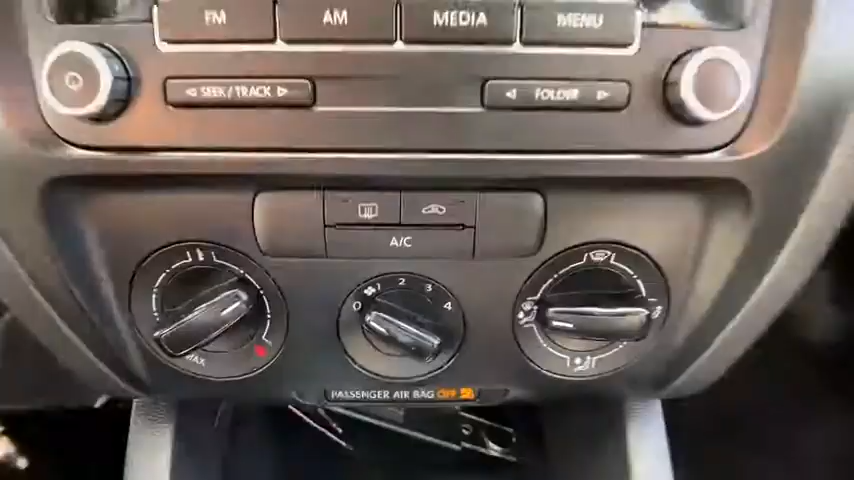 FM AM MEDIA MENU
SEEK/TRACK FOLDER
A/C
0 1 2 3 4
MAX
PASSENGER AIR BAG OFF